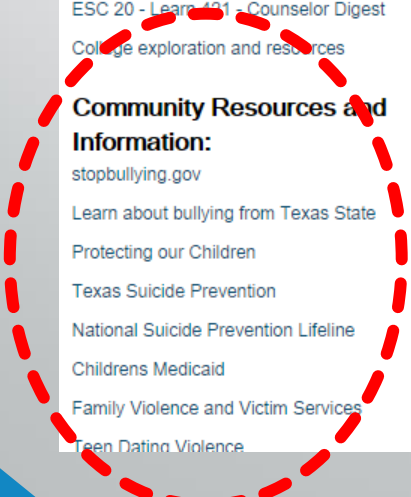 ESC 20 - Learn 421 - Counselor Digest
College exploration and resources
Community Resources and
Information:
stopbullying.gov
Learn about bullying from Texas State
Protecting our Children
Texas Suicide Prevention
National Suicide Prevention Lifeline
Childrens Medicaid
Family Violence and Victim Services
Teen Dating Violence